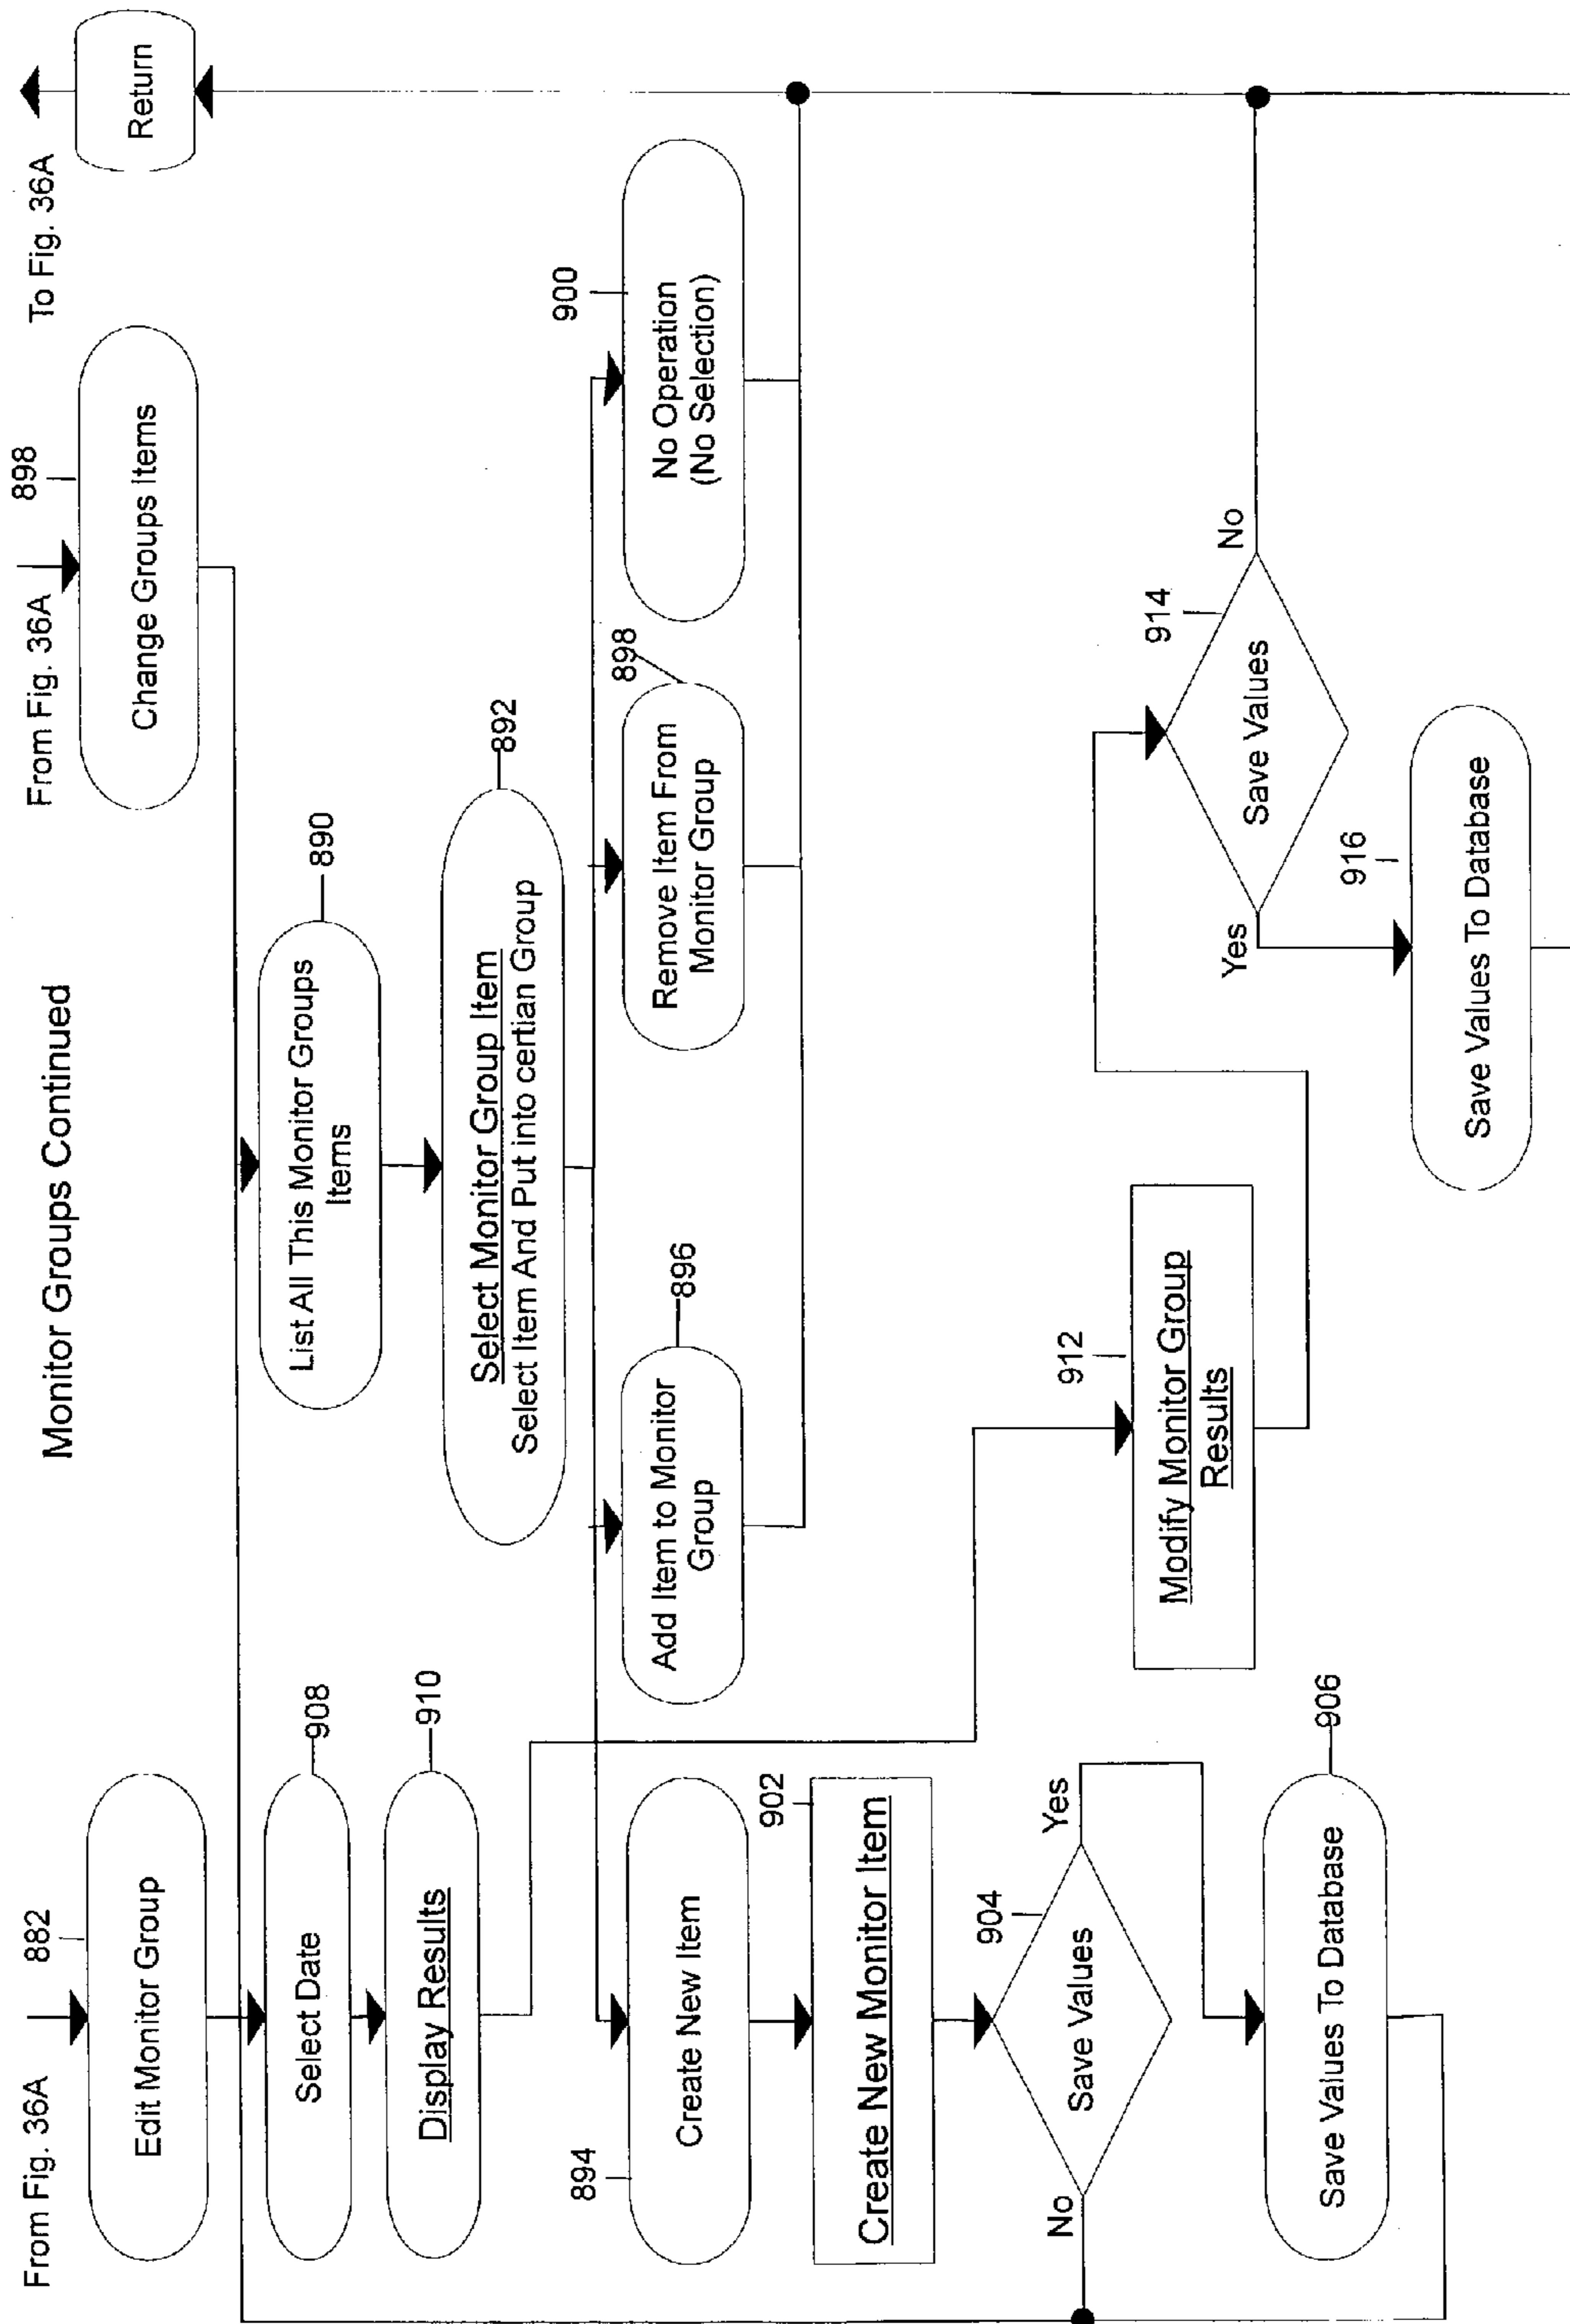 Monitor Groups Continued
From Fig. 36A
882
Edit Monitor Group
908
Select Date
910
Display Results
From Fig. 36A
898
Change Groups Items
To Fig. 36A
Return
890
List All This Monitor Groups
Items
892
Select Monitor Group Item
Select Item And Put into certian Group
894
Create New Item
896
Add Item to Monitor
Group
898
Remove Item From
Monitor Group
900
No Operation
(No Selection)
902
Create New Monitor Item
904
Save Values
No
Yes
906
Save Values To Database
912
Modify Monitor Group
Results
914
Save Values
Yes
No
916
Save Values To Database